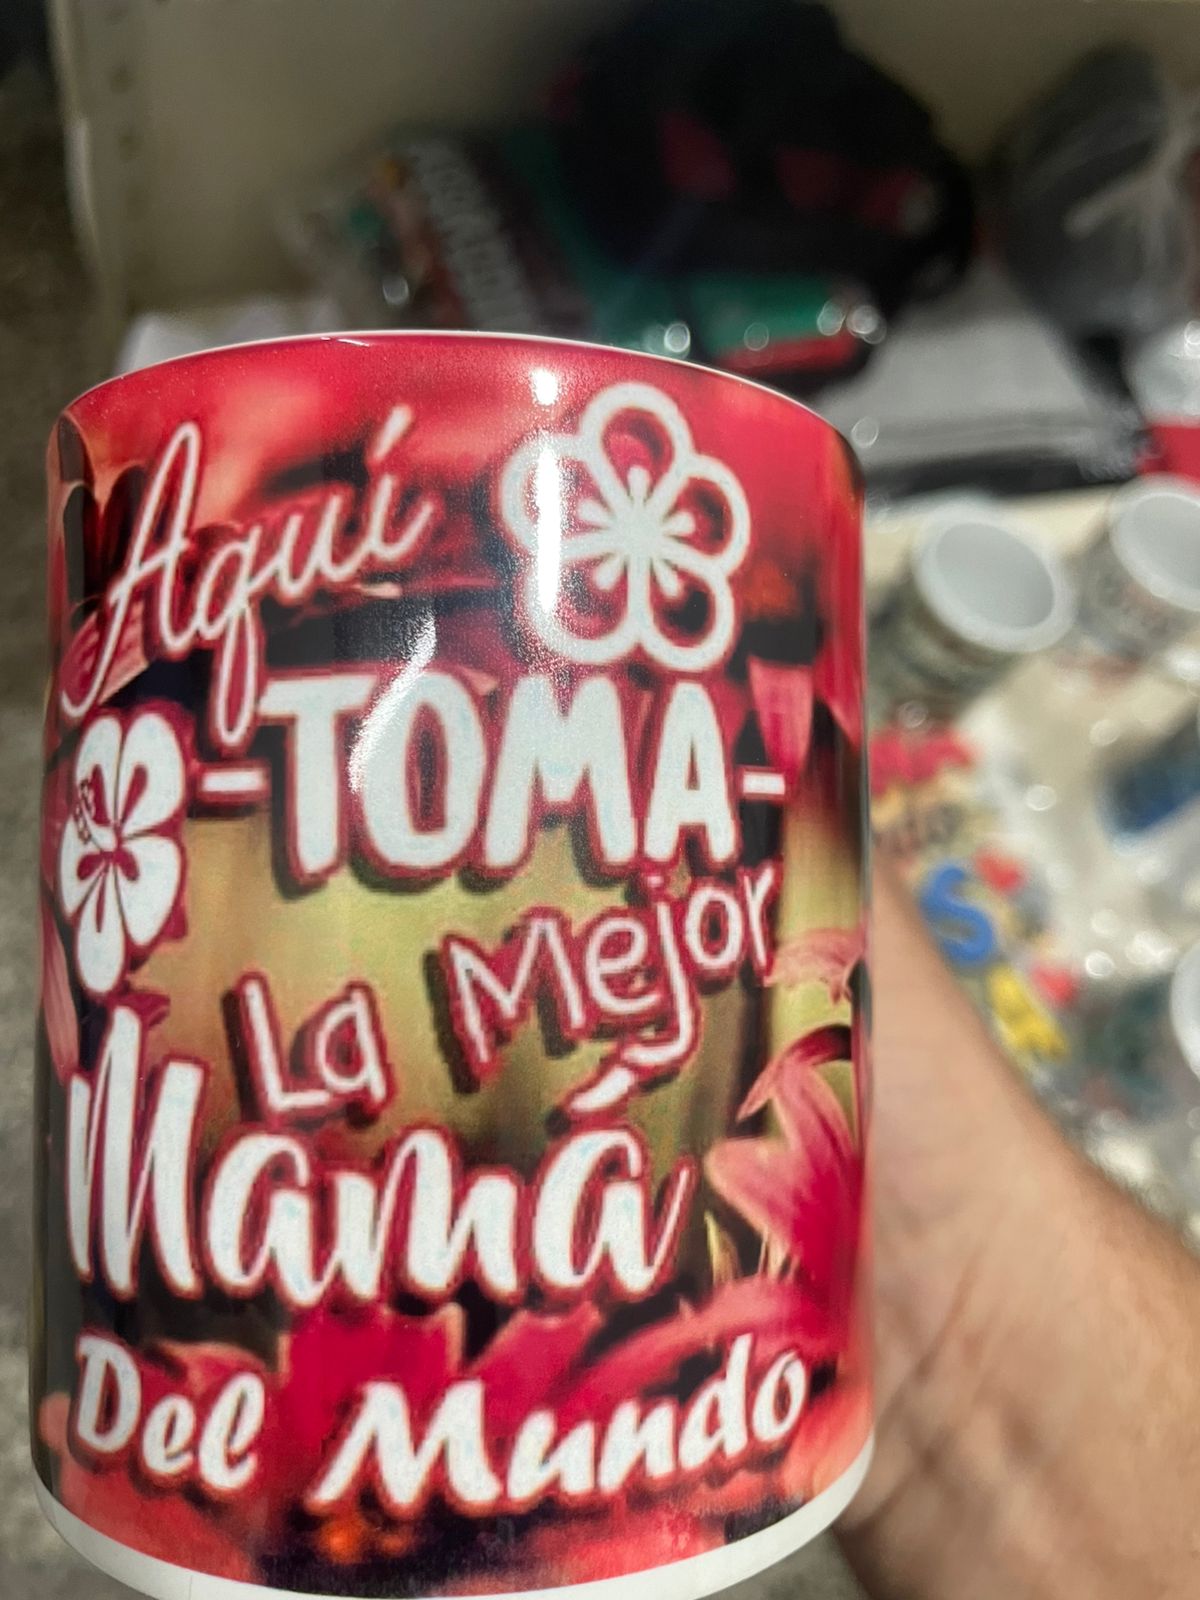 Aquí
-TOMA-
La Mejor
Mamá
Del Mundo
S